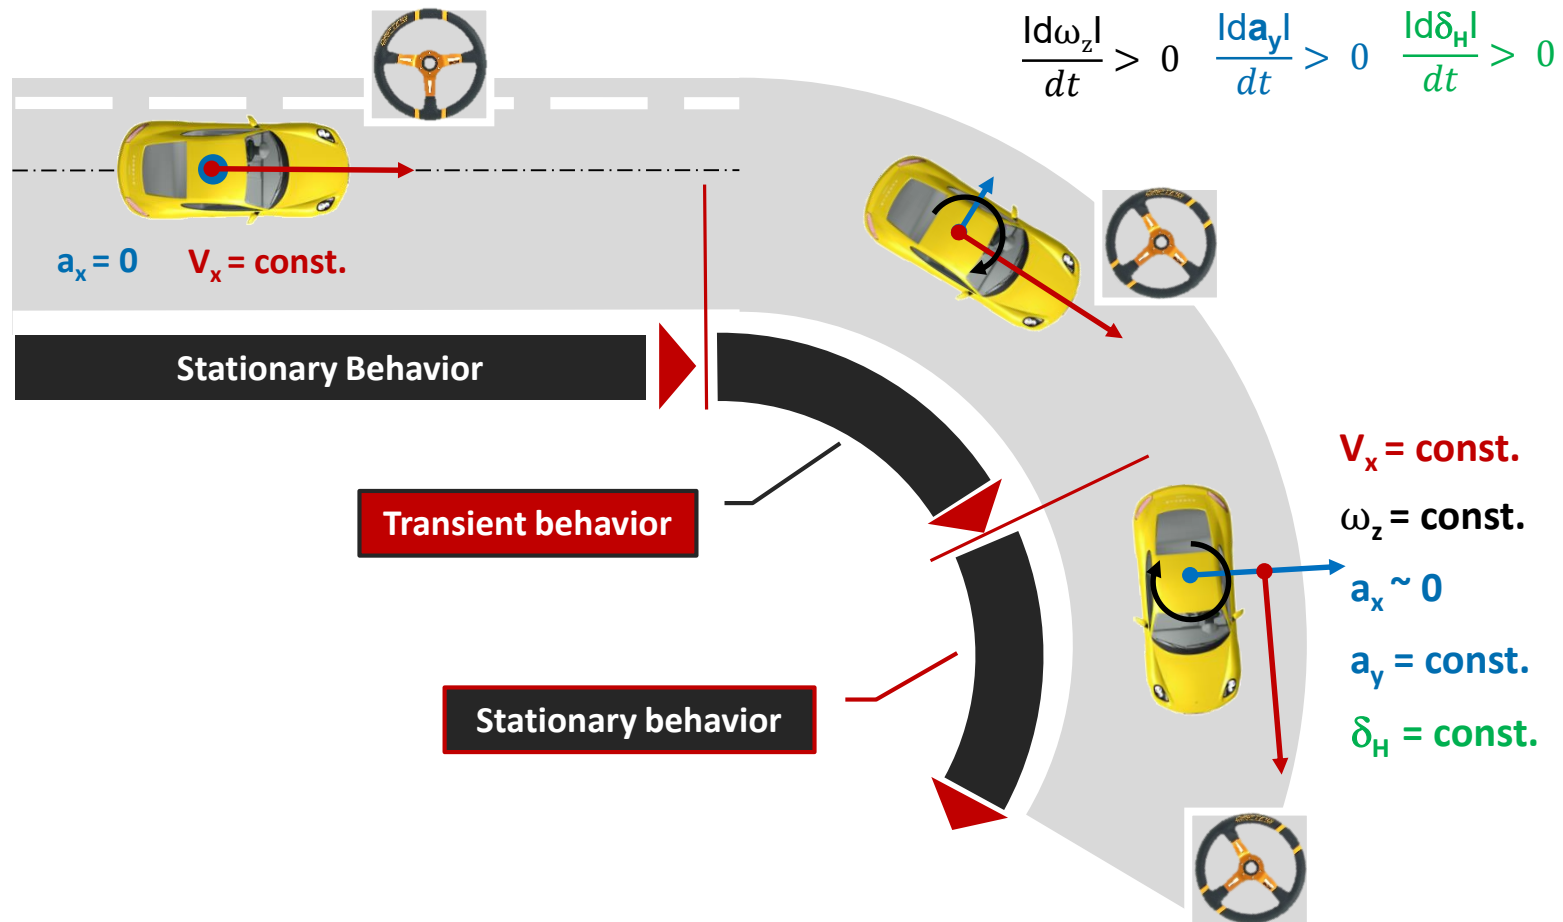 |dω_z|/dt > 0  |da_y|/dt > 0  |dδ_H|/dt > 0
a_x = 0  V_x = const.
Stationary Behavior
Transient behavior
Stationary behavior
V_x = const.
ω_z = const.
a_x ~ 0
a_y = const.
δ_H = const.